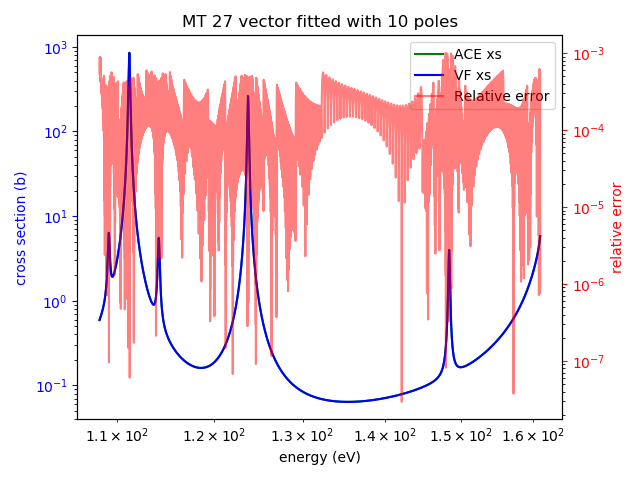 MT 27 vector fitted with 10 poles
ACE xs
VF xs
Relative error
cross section (b)
10³
10²
10¹
10⁰
10⁻¹
relative error
10⁻³
10⁻⁴
10⁻⁵
10⁻⁶
10⁻⁷
1.1 × 10² 1.2 × 10² 1.3 × 10² 1.4 × 10² 1.5 × 10² 1.6 × 10²
energy (eV)